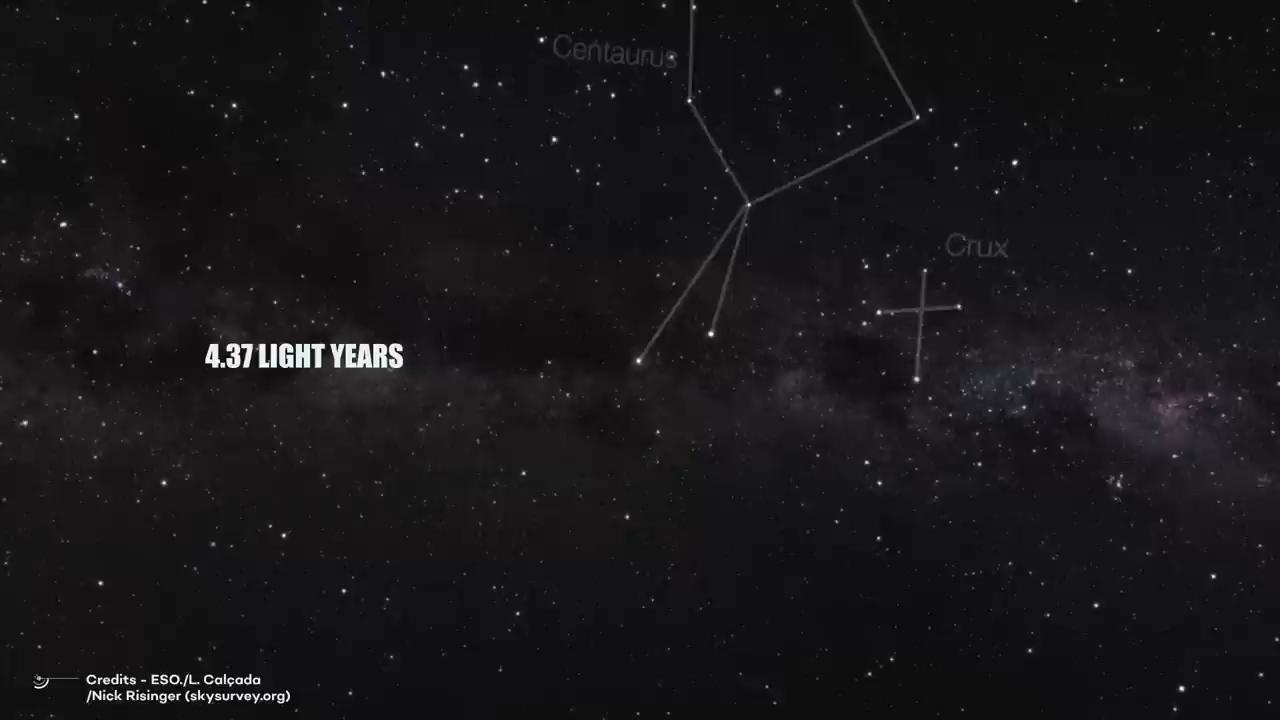 Centaurus
Crux
4.37 LIGHT YEARS
Credits - ESO./L. Calçada
/Nick Risinger (skysurvey.org)